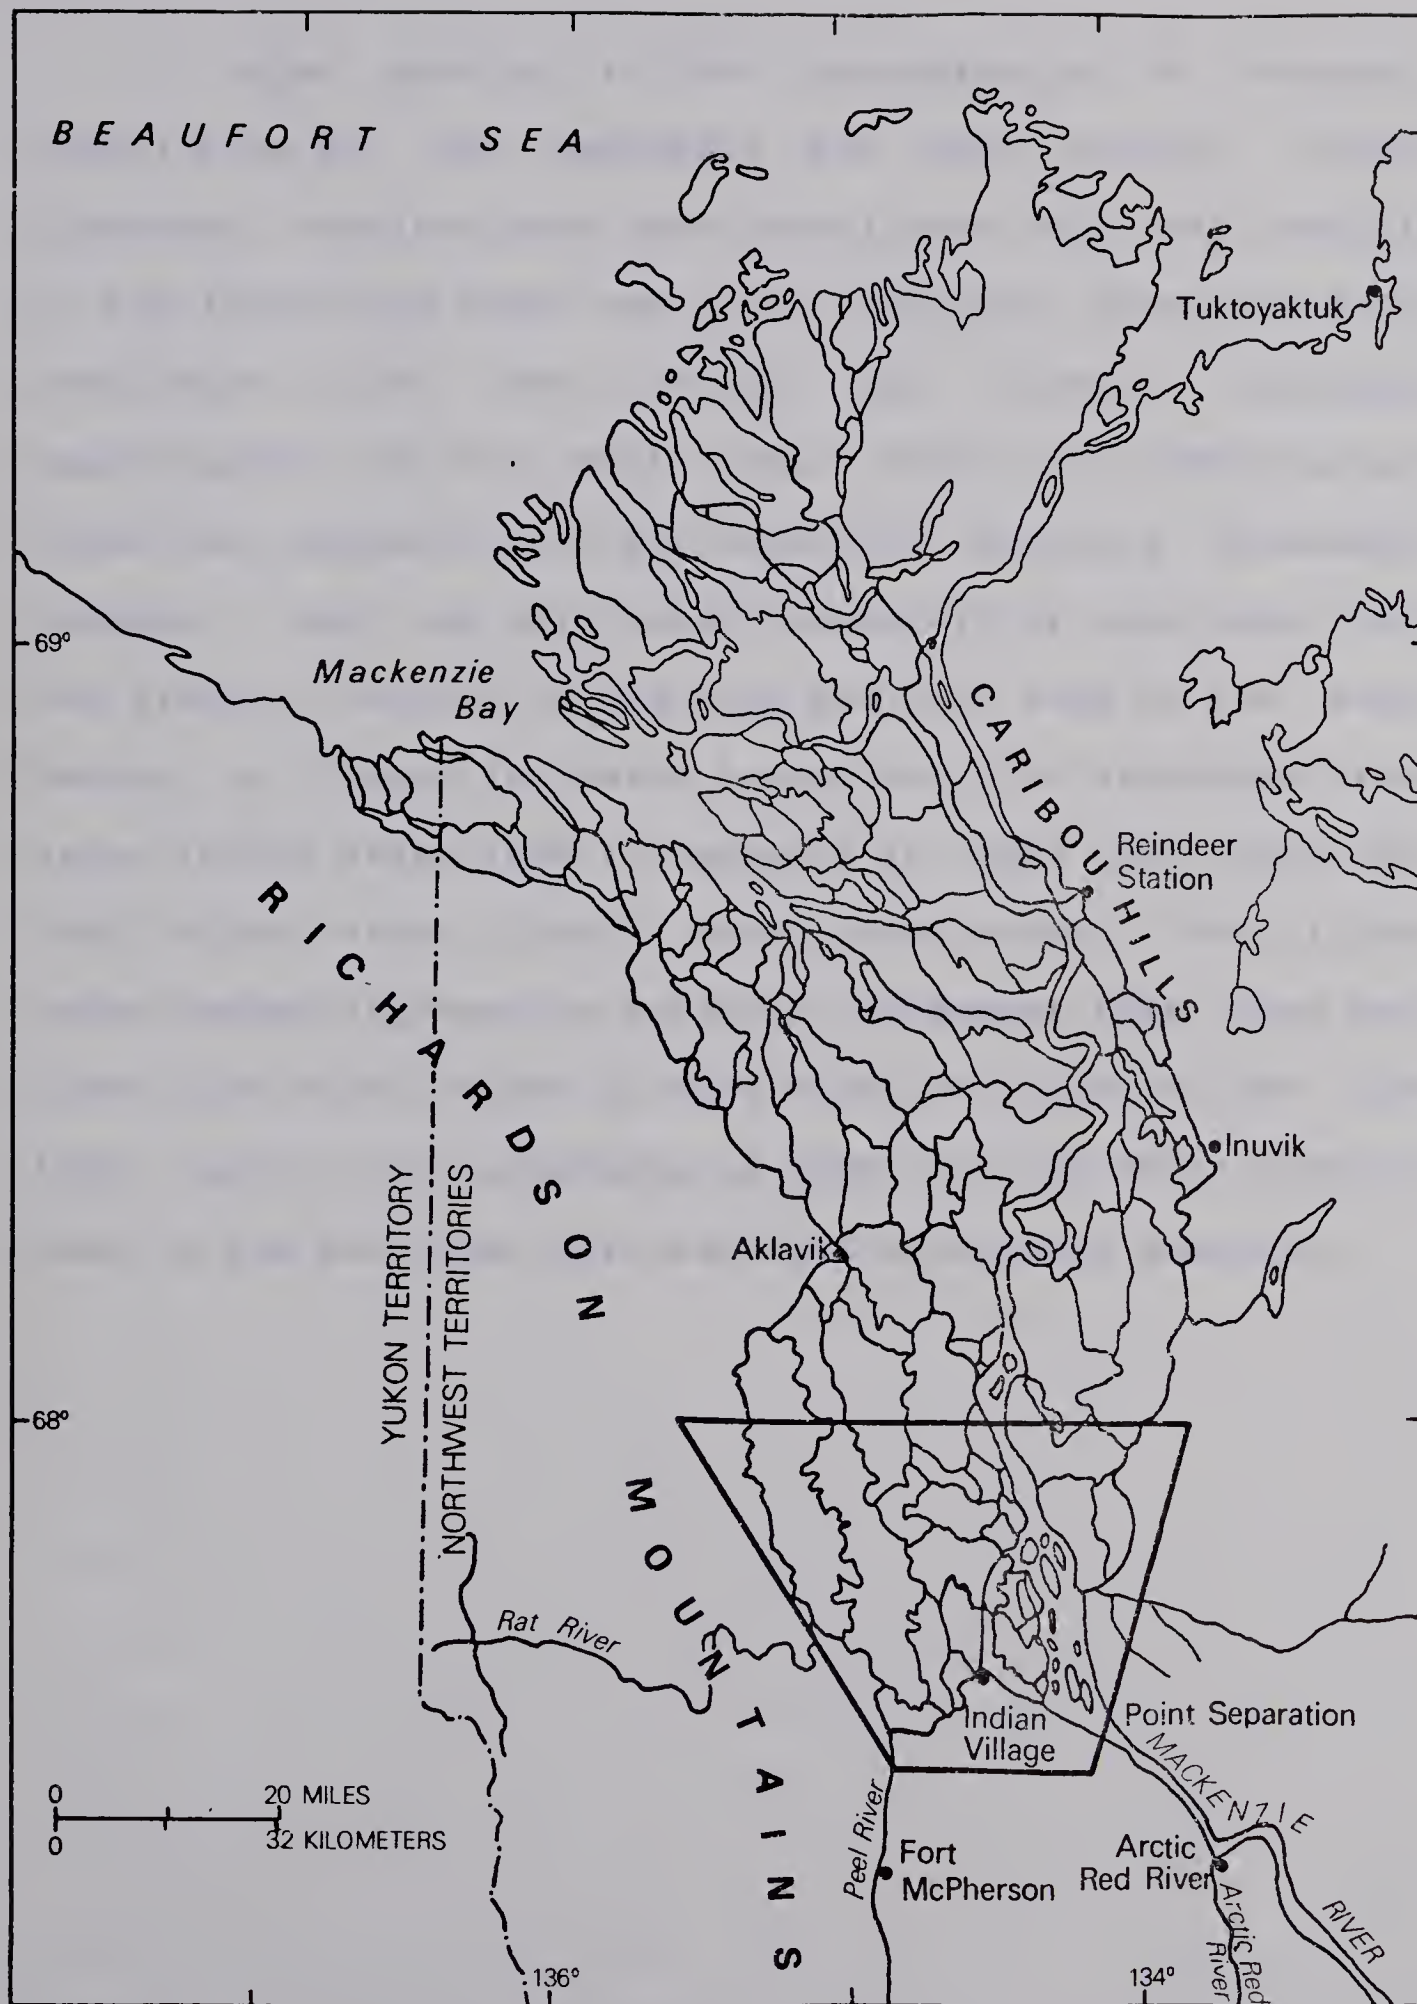 BEAUFORT SEA
Tuktoyaktuk
69°
Mackenzie
Bay
CARIBOU HILLS
Reindeer
Station
RICHARDSON MOUNTAINS
Inuvik
YUKON TERRITORY
NORTHWEST TERRITORIES
Aklavik
68°
Rat River
Indian
Village
Point Separation
MACKENZIE RIVER
0 20 MILES
0 32 KILOMETERS
Peel River
Fort
McPherson
Arctic
Red River
Arctic Red
River
136°
134°